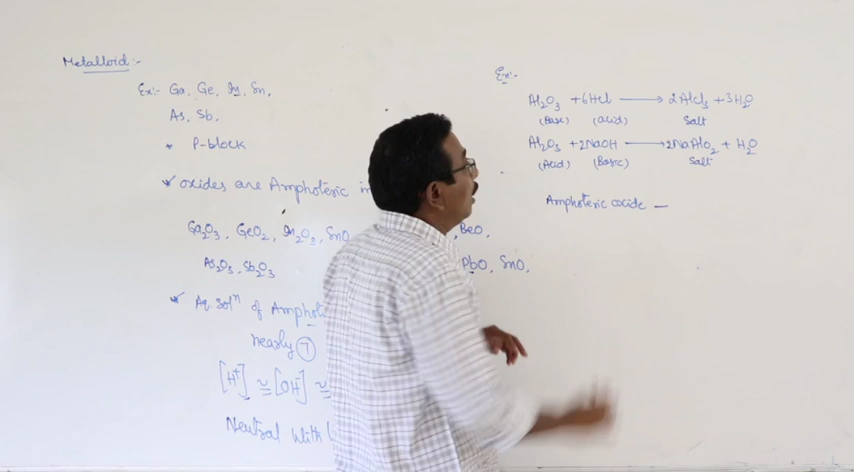 Metalloid :-
Ex:- Ga, Ge, In, Sn,
As, Sb.
* P-block
* oxides are Amphoteric in
Ga2O3, GeO2, In2O3, SnO
BeO,
As2O3, Sb2O3
PbO, SnO,
* Aq. solⁿ of Ampho
nearly 7
[H⁺] ≅ [OH⁻] ≅
Neutral with
Ex:-
Al2O3 + 6HCl ⟶ 2AlCl3 + 3H2O
(Base) (acid) Salt
Al2O3 + 2NaOH ⟶ 2NaAlO2 + H2O
(Acid) (Basic) Salt
Amphoteric oxide —